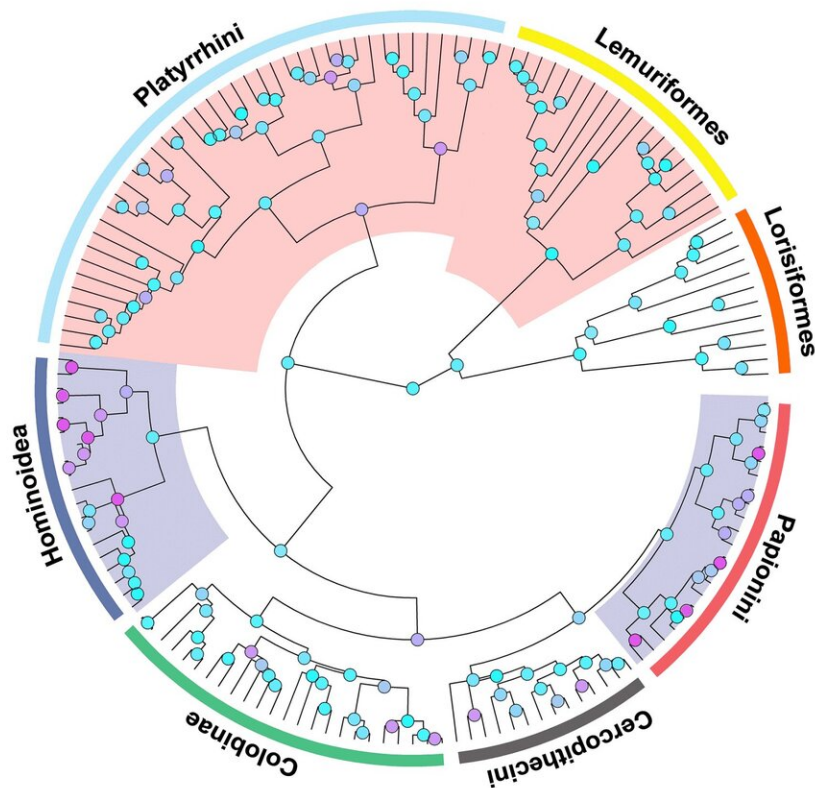 Platyrrhini
Lemuriformes
Lorisiformes
Hominoidea
Papionini
Colobinae
Cercopithecini